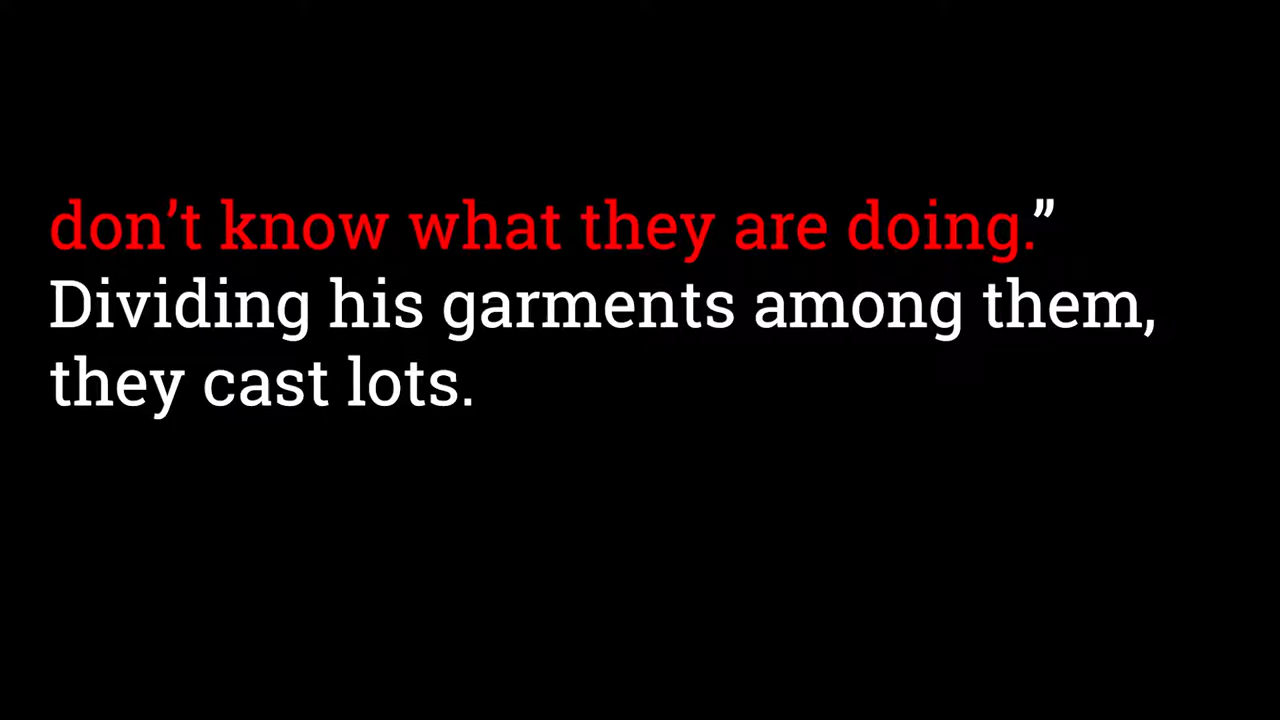 don’t know what they are doing.”
Dividing his garments among them,
they cast lots.